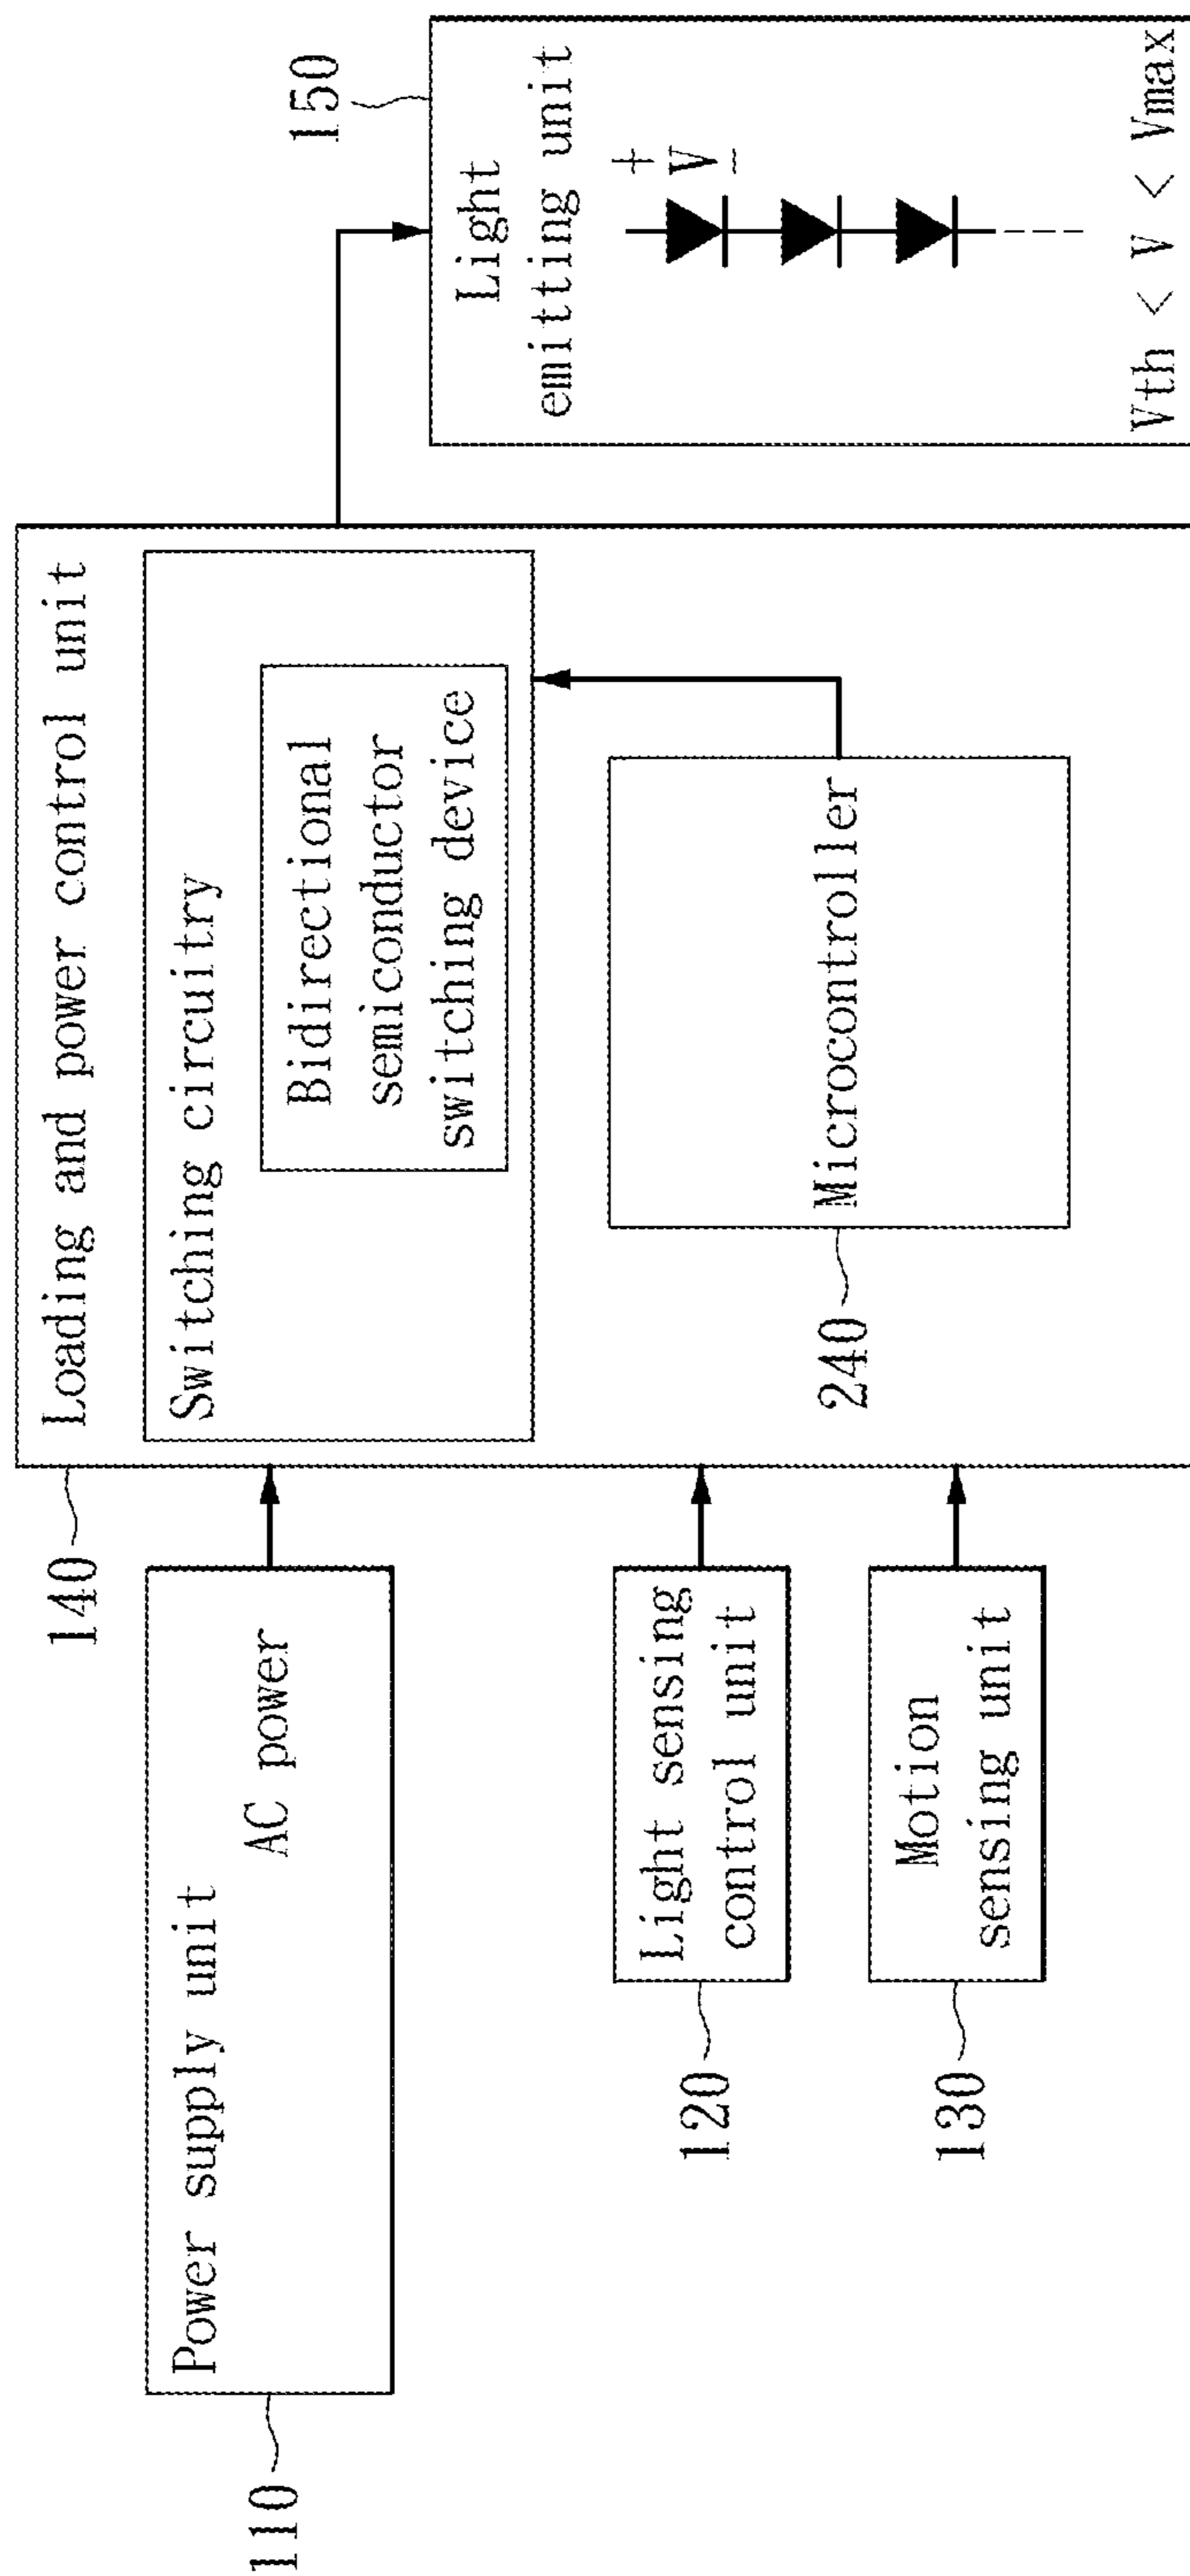 140
Loading and power control unit
Power supply unit
AC power
110
Switching circuitry
Bidirectional
semiconductor
switching device
150
Light
emitting unit
+
V
-
Vth < V < Vmax
Light sensing
control unit
120
Motion
sensing unit
130
Microcontroller
240